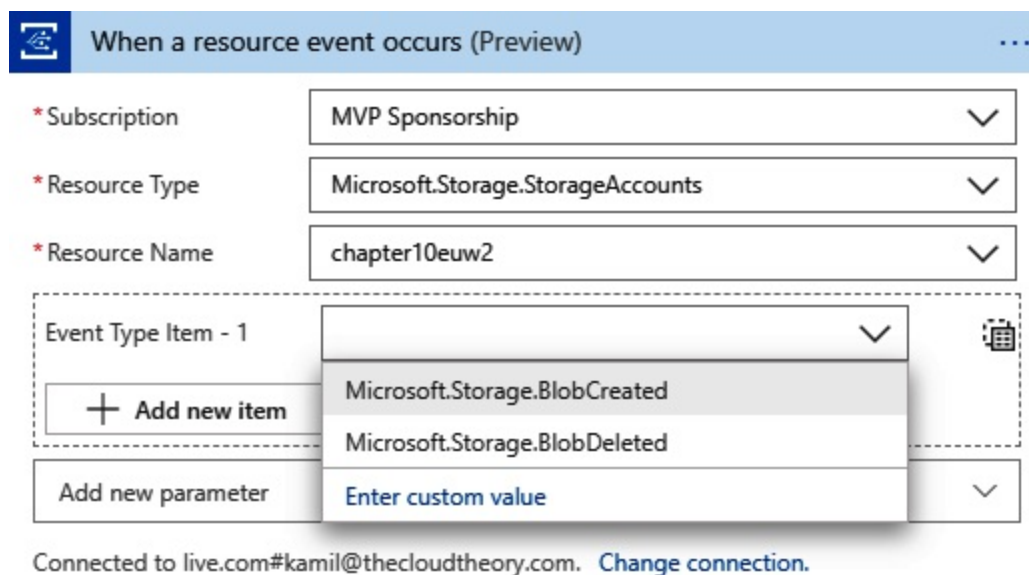 When a resource event occurs (Preview) ...
* Subscription MVP Sponsorship
* Resource Type Microsoft.Storage.StorageAccounts
* Resource Name chapter10euw2
Event Type Item - 1
Microsoft.Storage.BlobCreated
+ Add new item
Microsoft.Storage.BlobDeleted
Add new parameter Enter custom value
Connected to live.com#kamil@thecloudtheory.com. Change connection.